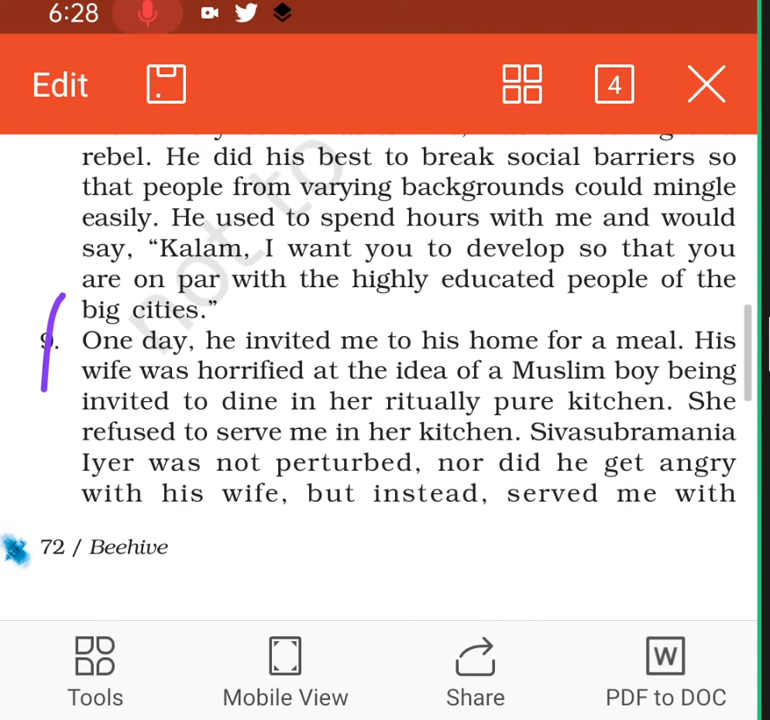 6:28
Edit
4
rebel. He did his best to break social barriers so
that people from varying backgrounds could mingle
easily. He used to spend hours with me and would
say, “Kalam, I want you to develop so that you
are on par with the highly educated people of the
big cities.”
9. One day, he invited me to his home for a meal. His
wife was horrified at the idea of a Muslim boy being
invited to dine in her ritually pure kitchen. She
refused to serve me in her kitchen. Sivasubramania
Iyer was not perturbed, nor did he get angry
with his wife, but instead, served me with
not to
72 / Beehive
W
Tools Mobile View Share PDF to DOC